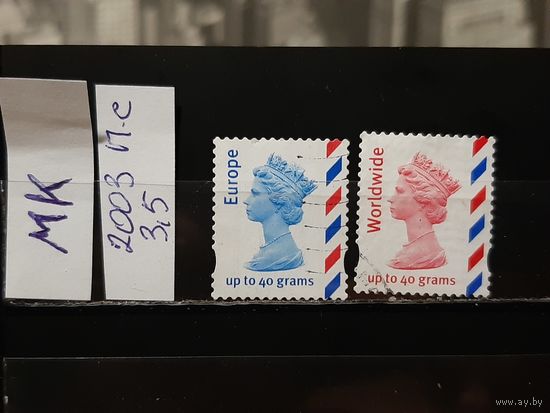 МК
2003 П-С
3,5
Europe
up to 40 grams
Worldwide
up to 40 grams
www.ay.by